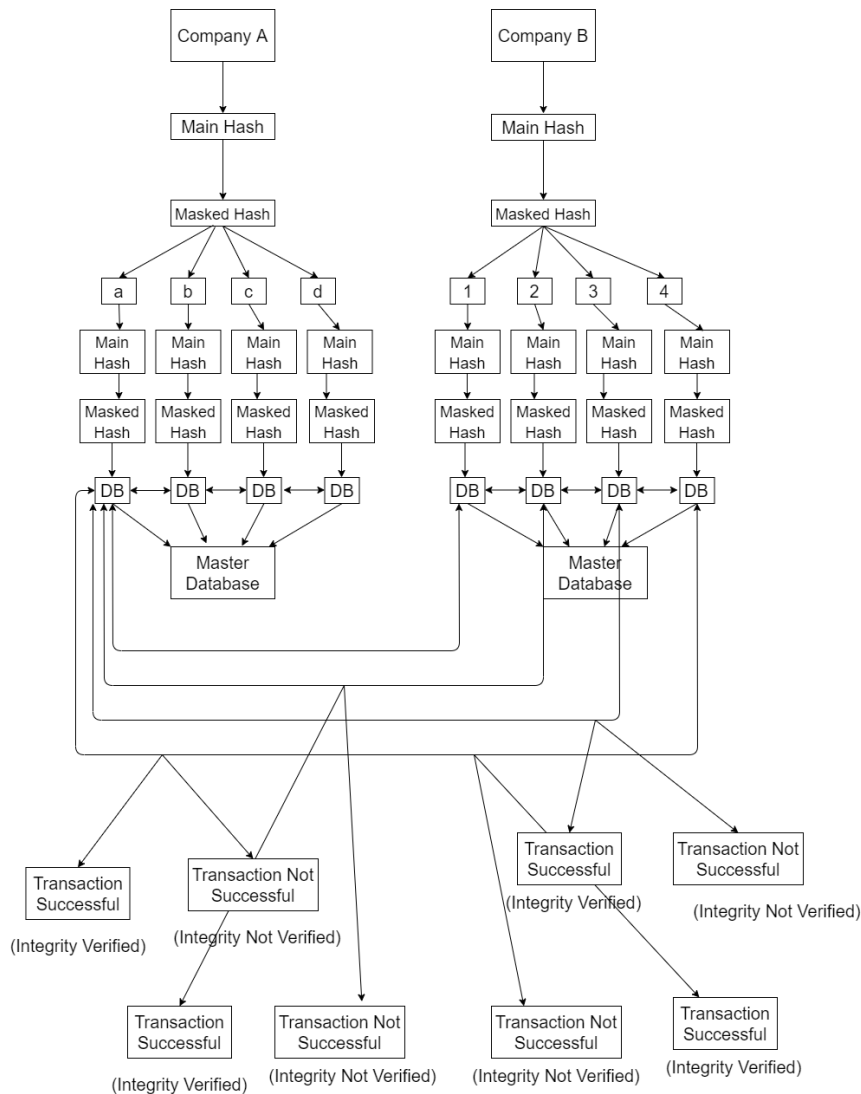 Company A
Company B
Main Hash
Main Hash
Masked Hash
Masked Hash
a
b
c
d
1
2
3
4
Main
Hash
Main
Hash
Main
Hash
Main
Hash
Main
Hash
Main
Hash
Main
Hash
Main
Hash
Masked
Hash
Masked
Hash
Masked
Hash
Masked
Hash
Masked
Hash
Masked
Hash
Masked
Hash
Masked
Hash
DB
DB
DB
DB
DB
DB
DB
DB
Master
Database
Master
Database
Transaction
Successful
(Integrity Verified)
Transaction Not
Successful
(Integrity Not Verified)
Transaction
Successful
(Integrity Verified)
Transaction Not
Successful
(Integrity Not Verified)
Transaction
Successful
(Integrity Verified)
Transaction Not
Successful
(Integrity Not Verified)
Transaction Not
Successful
(Integrity Not Verified)
Transaction
Successful
(Integrity Verified)